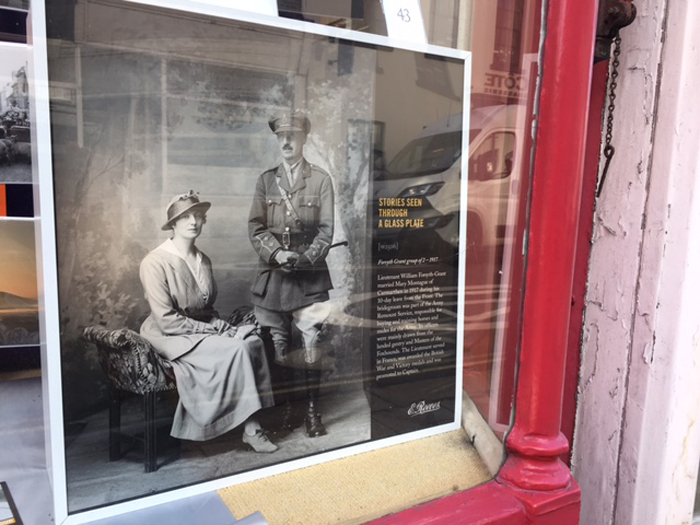 43
COTE
STORIES SEEN
THROUGH
A GLASS PLATE
Forsyth Grant group of 2 – 1917
Lieutenant William Forsyth-Grant
married Mary Montague of
in 1917 during his
10-day leave from the Front. The
bridegroom was part of the Army
Remount Service, responsible for
buying and training horses and
mules for the Army. Its officers
were mainly drawn from the
landed gentry and Masters of the
Foxhounds. The Lieutenant served
in France, was awarded the British
War and Victory medals and was
promoted to Captain.
E. Reeves